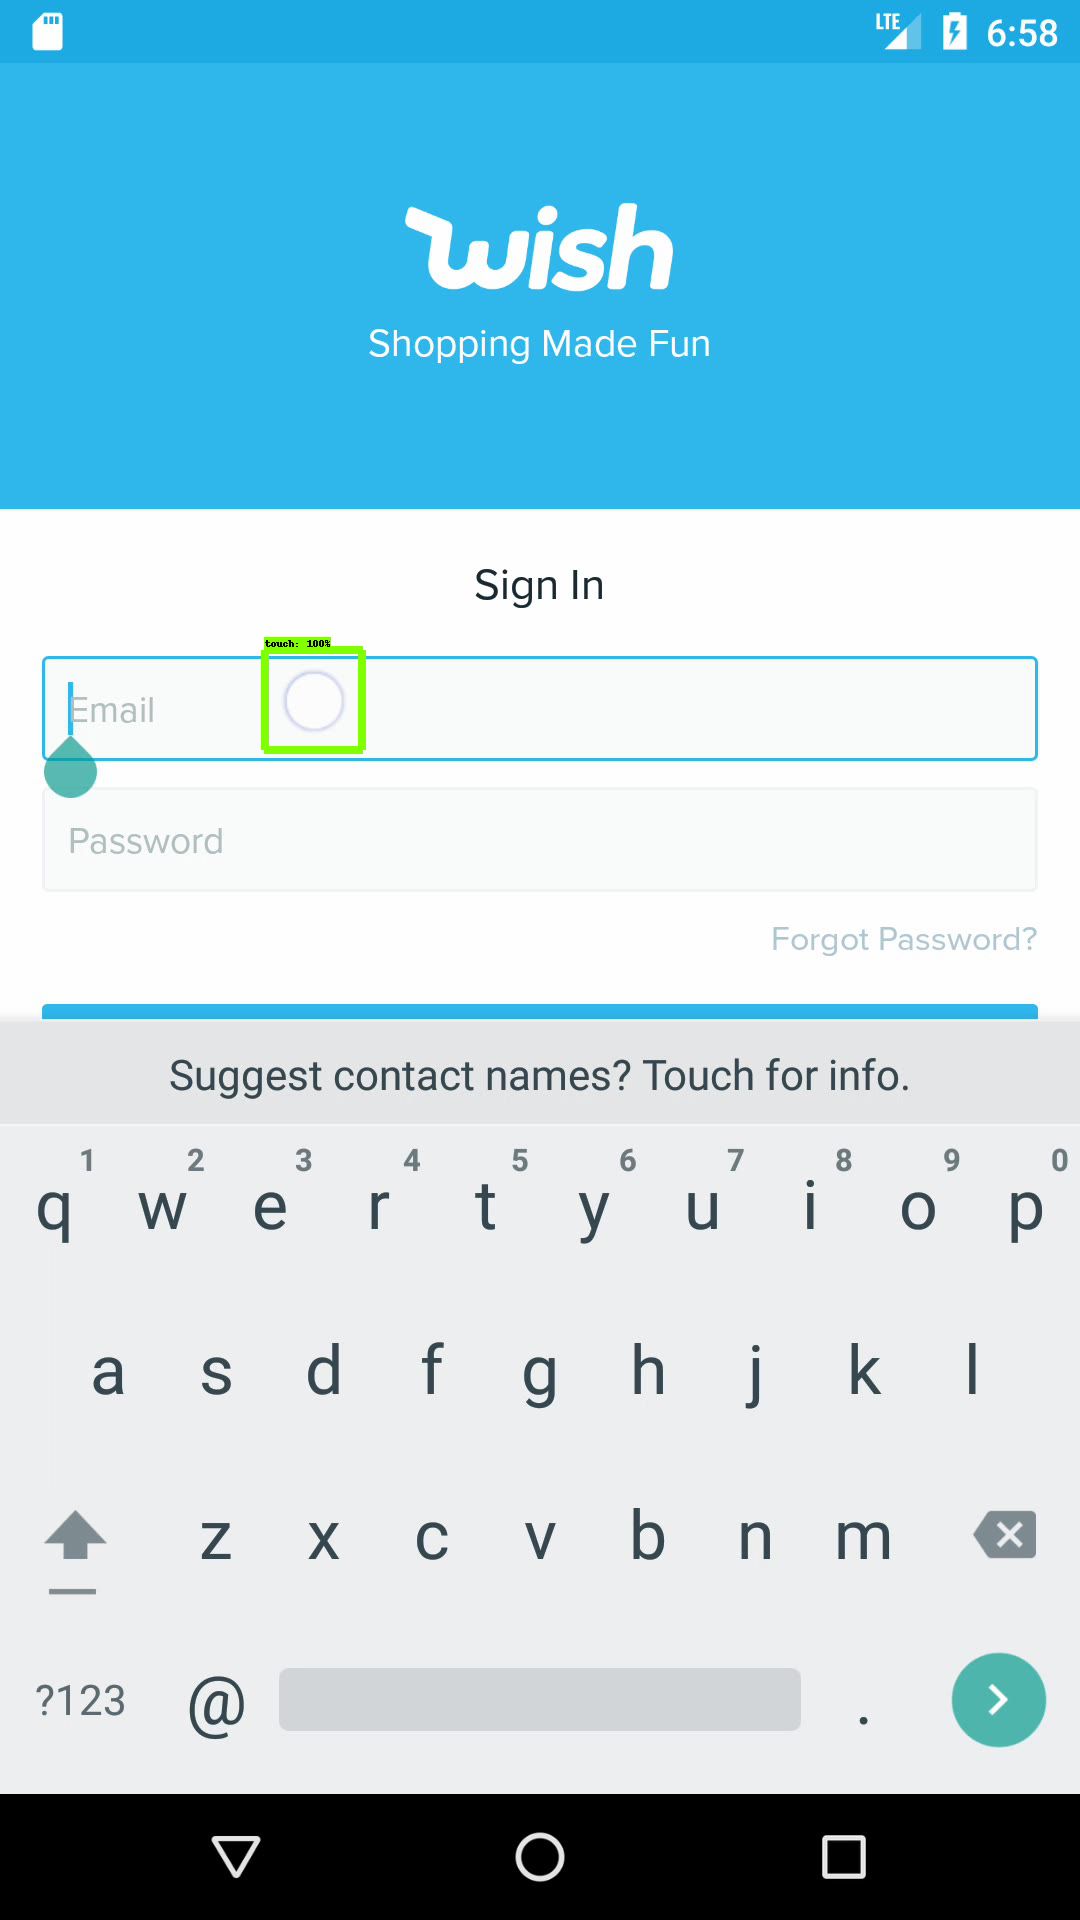 LTE 6:58
wish
Shopping Made Fun
Sign In
touch: 100%
Email
Password
Forgot Password?
Suggest contact names? Touch for info.
1 2 3 4 5 6 7 8 9 0
q w e r t y u i o p
a s d f g h j k l
z x c v b n m
?123 @ .